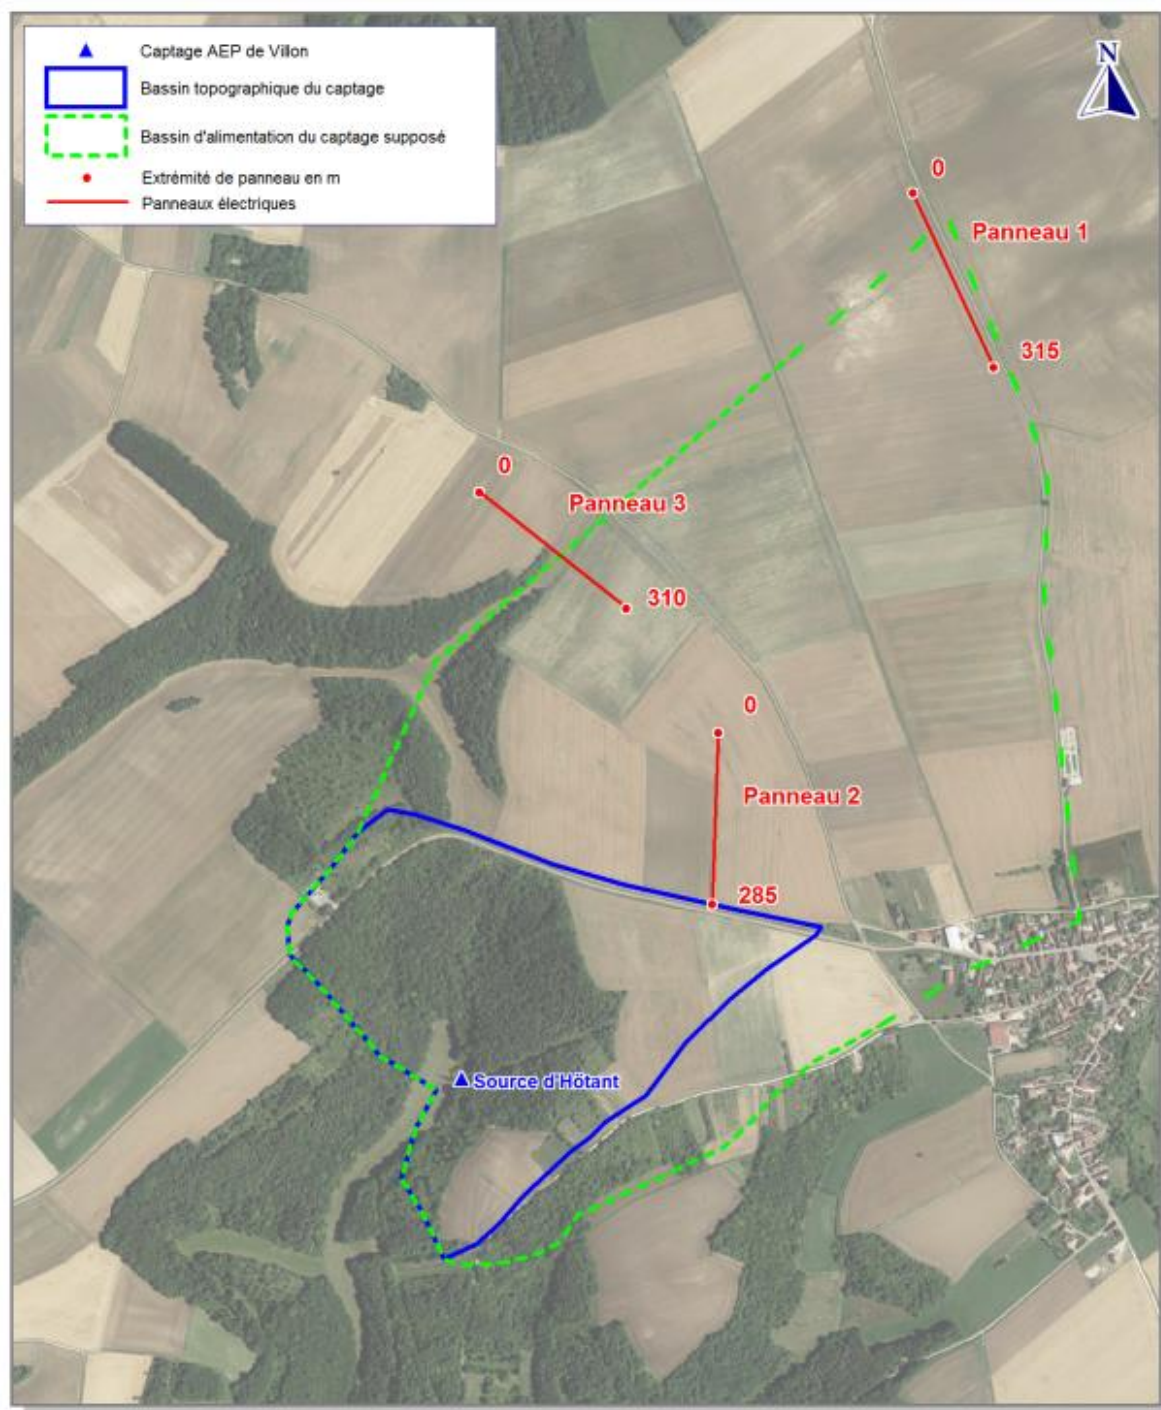 Captage AEP de Villon
Bassin topographique du captage
Bassin d'alimentation du captage supposé
Extrémité de panneau en m
Panneaux électriques
N
0
Panneau 1
315
0
Panneau 3
310
0
Panneau 2
285
Source d'Hôtant